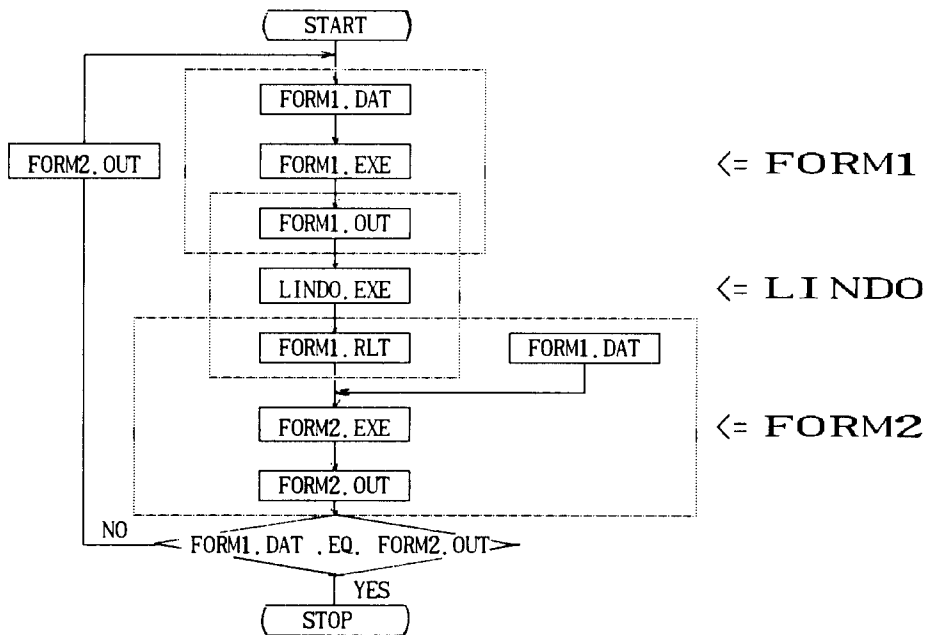 START
FORM1.DAT
FORM2.OUT
FORM1.EXE
<= FORM1
FORM1.OUT
LINDO.EXE
<= LINDO
FORM1.RLT
FORM1.DAT
FORM2.EXE
<= FORM2
FORM2.OUT
NO
FORM1.DAT .EQ. FORM2.OUT
YES
STOP